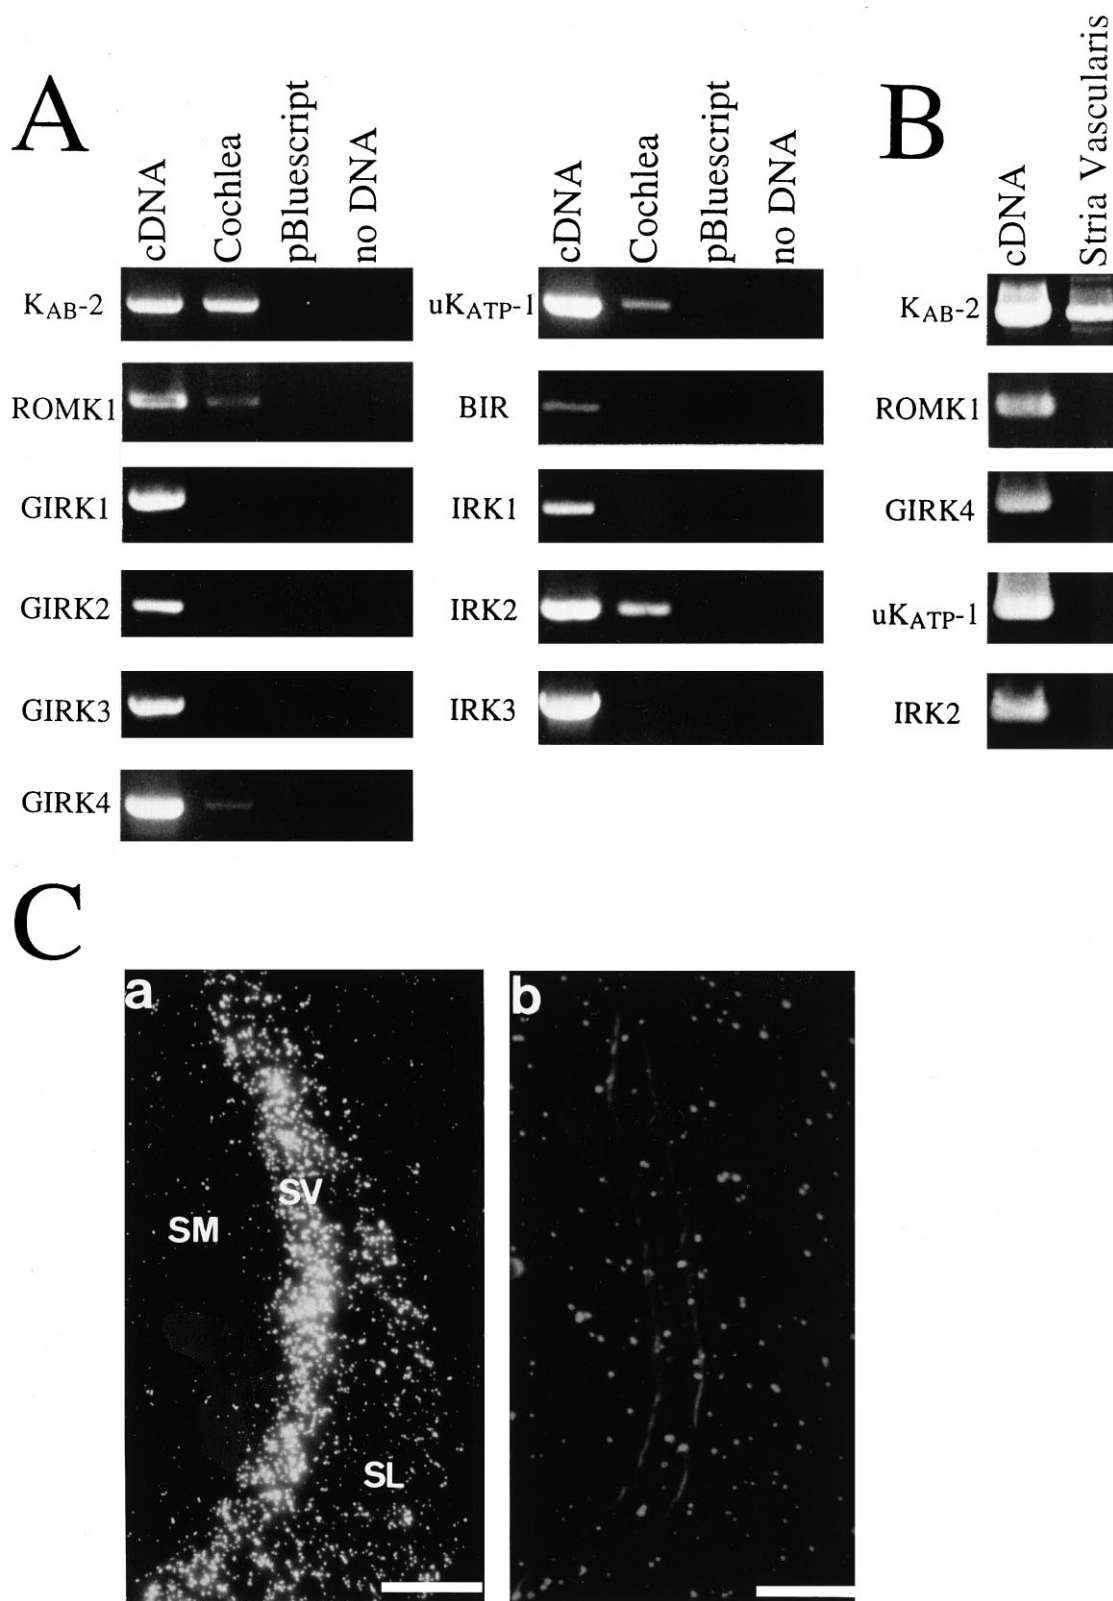 A
cDNA
Cochlea
pBluescript
no DNA
KAB-2
ROMK1
GIRK1
GIRK2
GIRK3
GIRK4
cDNA
Cochlea
pBluescript
no DNA
uKATP-1
BIR
IRK1
IRK2
IRK3
B
cDNA
Stria Vascularis
KAB-2
ROMK1
GIRK4
uKATP-1
IRK2
C
a
SV
SM
SL
b